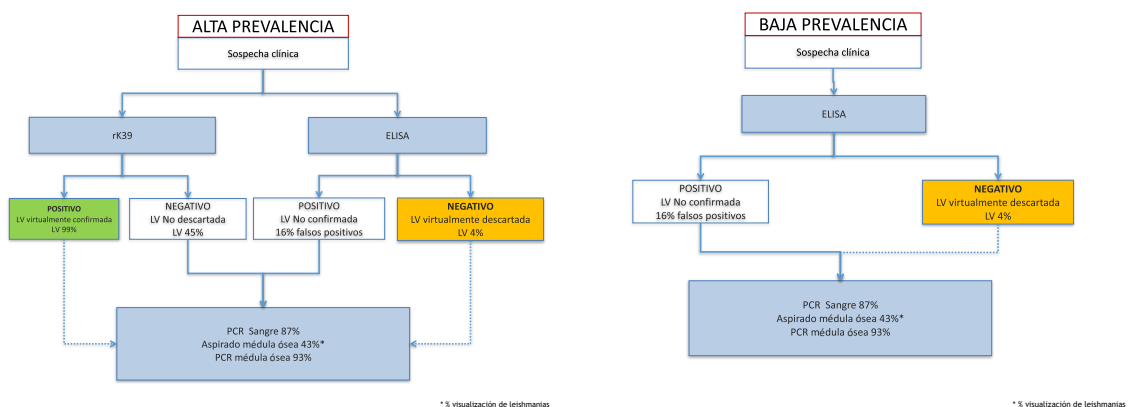 ALTA PREVALENCIA
Sospecha clínica
rK39
ELISA
POSITIVO
LV virtualmente confirmada
LV 99%
NEGATIVO
LV No descartada
LV 45%
POSITIVO
LV No confirmada
16% falsos positivos
NEGATIVO
LV virtualmente descartada
LV 4%
PCR Sangre 87%
Aspirado médula ósea 43%*
PCR médula ósea 93%
* % visualización de leishmanias
BAJA PREVALENCIA
Sospecha clínica
ELISA
POSITIVO
LV No confirmada
16% falsos positivos
NEGATIVO
LV virtualmente descartada
LV 4%
PCR Sangre 87%
Aspirado médula ósea 43%*
PCR médula ósea 93%
* % visualización de leishmanias